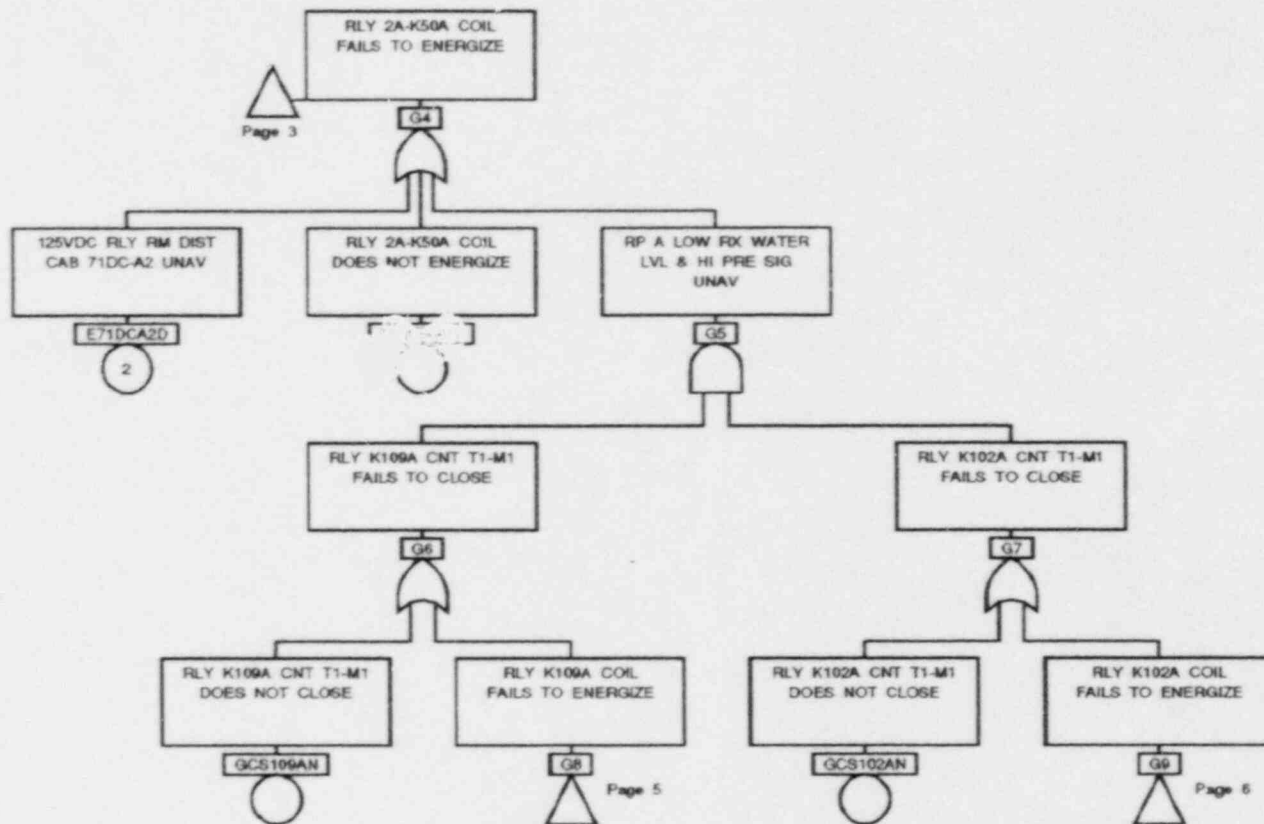 RLY 2A-K50A COIL
FAILS TO ENERGIZE
Page 3
G4
125VDC RLY RM DIST
CAB 71DC-A2 UNAV
RLY 2A-K50A COIL
DOES NOT ENERGIZE
RP A LOW RX WATER
LVL & HI PRE SIG
UNAV
E71DCA2D
G5
2
RLY K109A CNT T1-M1
FAILS TO CLOSE
RLY K102A CNT T1-M1
FAILS TO CLOSE
G6
G7
RLY K109A CNT T1-M1
DOES NOT CLOSE
RLY K109A COIL
FAILS TO ENERGIZE
RLY K102A CNT T1-M1
DOES NOT CLOSE
RLY K102A COIL
FAILS TO ENERGIZE
GCS109AN
G8
Page 5
GCS102AN
G9
Page 6